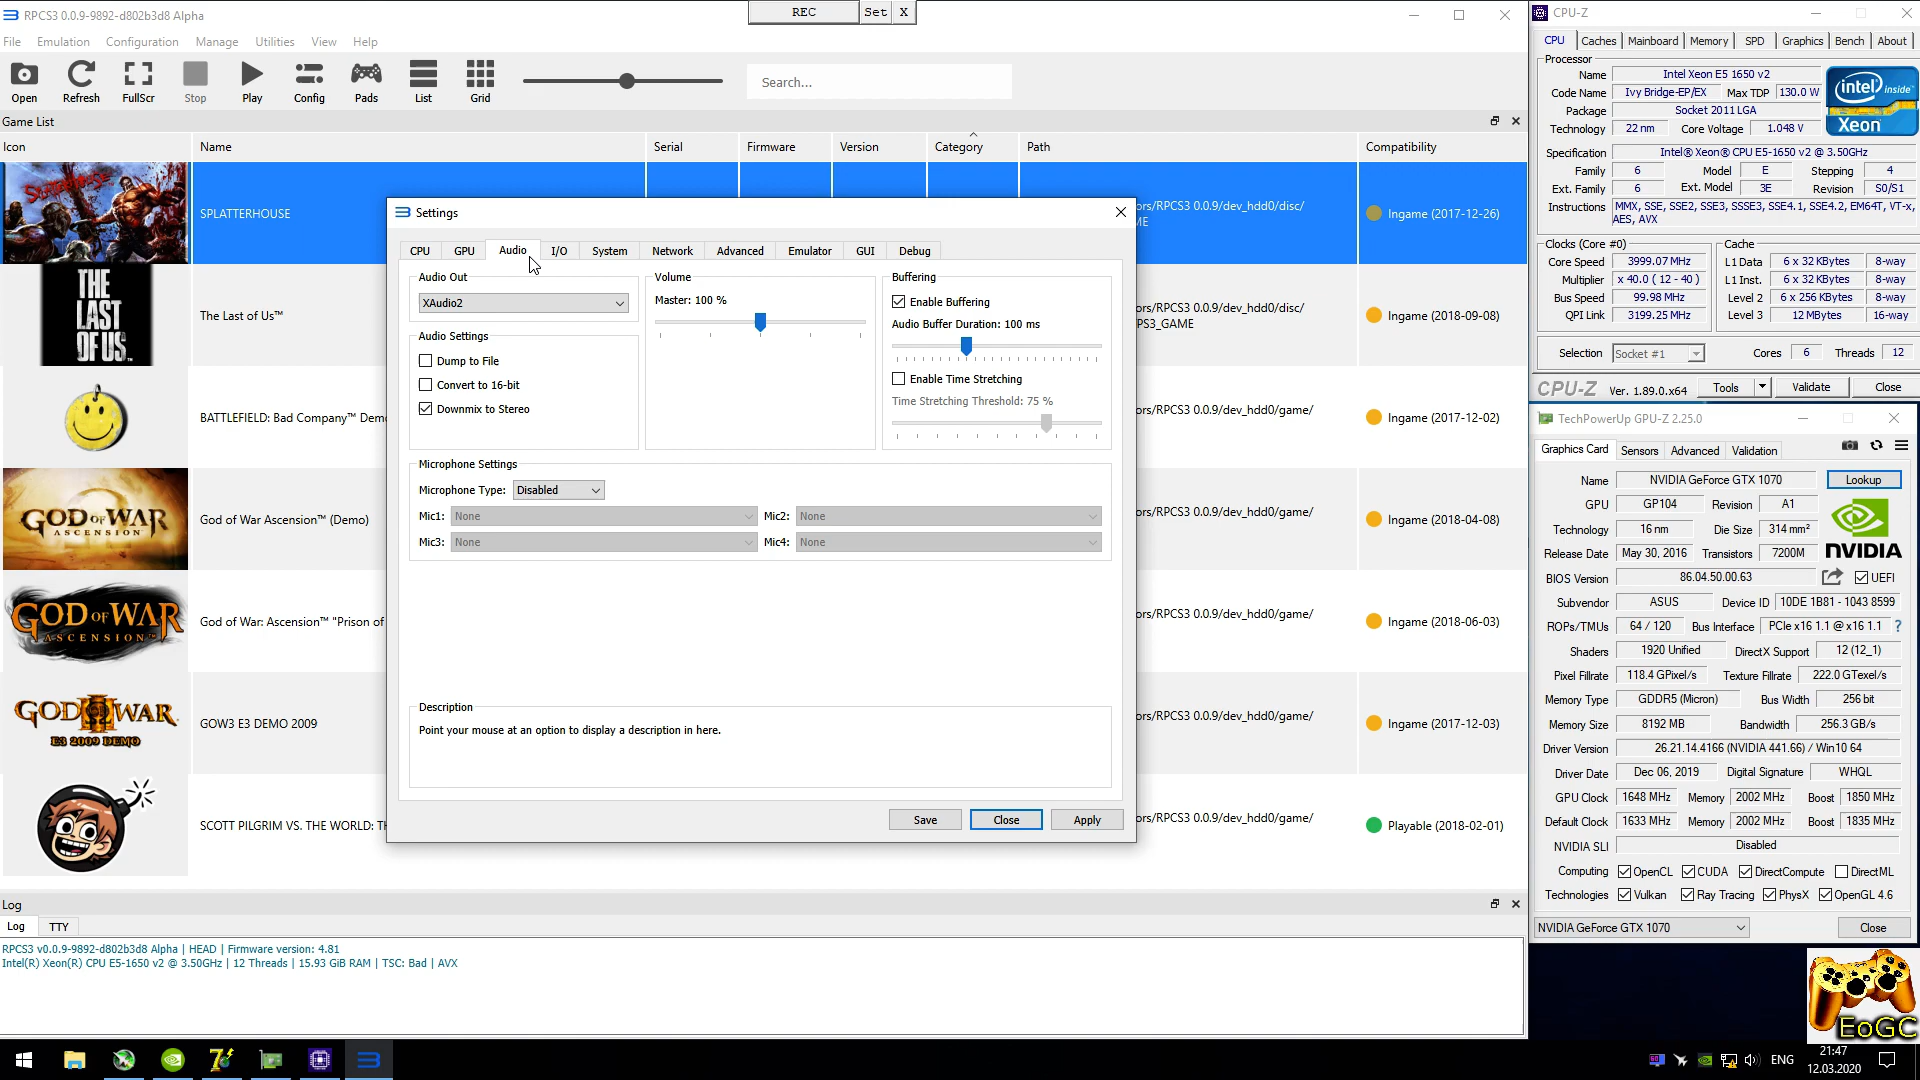 RPCS3 0.0.9-9892-d802b3d8 Alpha
REC Set X
File Emulation Configuration Manage Utilities View Help
Open Refresh FullScr Stop Play Config Pads List Grid
Search...
Game List
Icon Name Serial Firmware Version Category Path Compatibility
SPLATTERHOUSE
SPLATTERHOUSE
ors/RPCS3 0.0.9/dev_hdd0/disc/
ME
Ingame (2017-12-26)
THE
LAST
OF US
The Last of Us™
ors/RPCS3 0.0.9/dev_hdd0/disc/
PS3_GAME
Ingame (2018-09-08)
BATTLEFIELD: Bad Company™ Demo
ors/RPCS3 0.0.9/dev_hdd0/game/
Ingame (2017-12-02)
GOD OF WAR
ASCENSION
God of War Ascension™ (Demo)
ors/RPCS3 0.0.9/dev_hdd0/game/
Ingame (2018-04-08)
GOD OF WAR
ASCENSION
God of War: Ascension™ "Prison of
ors/RPCS3 0.0.9/dev_hdd0/game/
Ingame (2018-06-03)
GOD OF WAR
E3 2009 DEMO
GOW3 E3 DEMO 2009
ors/RPCS3 0.0.9/dev_hdd0/game/
Ingame (2017-12-03)
SCOTT PILGRIM VS. THE WORLD: TH
ors/RPCS3 0.0.9/dev_hdd0/game/
Playable (2018-02-01)
Settings
CPU GPU Audio I/O System Network Advanced Emulator GUI Debug
Audio Out
XAudio2
Audio Settings
Dump to File
Convert to 16-bit
Downmix to Stereo
Volume
Master: 100 %
Buffering
Enable Buffering
Audio Buffer Duration: 100 ms
Enable Time Stretching
Time Stretching Threshold: 75 %
Microphone Settings
Microphone Type: Disabled
Mic1: None Mic2: None
Mic3: None Mic4: None
Description
Point your mouse at an option to display a description in here.
Save Close Apply
Log
Log TTY
RPCS3 v0.0.9-9892-d802b3d8 Alpha | HEAD | Firmware version: 4.81
Intel(R) Xeon(R) CPU E5-1650 v2 @ 3.50GHz | 12 Threads | 15.93 GiB RAM | TSC: Bad | AVX
CPU-Z
CPU Caches Mainboard Memory SPD Graphics Bench About
Processor
Name Intel Xeon E5 1650 v2
Code Name Ivy Bridge-EP/EX Max TDP 130.0 W
Package Socket 2011 LGA
Technology 22 nm Core Voltage 1.048 V
intel inside™
Xeon
Specification Intel® Xeon® CPU E5-1650 v2 @ 3.50GHz
Family 6 Model E Stepping 4
Ext. Family 6 Ext. Model 3E Revision S0/S1
Instructions MMX, SSE, SSE2, SSE3, SSSE3, SSE4.1, SSE4.2, EM64T, VT-x,
AES, AVX
Clocks (Core #0)
Core Speed 3999.07 MHz
Multiplier x 40.0 ( 12 - 40 )
Bus Speed 99.98 MHz
QPI Link 3199.25 MHz
Cache
L1 Data 6 x 32 KBytes 8-way
L1 Inst. 6 x 32 KBytes 8-way
Level 2 6 x 256 KBytes 8-way
Level 3 12 MBytes 16-way
Selection Socket #1 Cores 6 Threads 12
CPU-Z Ver. 1.89.0.x64 Tools Validate Close
TechPowerUp GPU-Z 2.25.0
Graphics Card Sensors Advanced Validation
Name NVIDIA GeForce GTX 1070 Lookup
GPU GP104 Revision A1
Technology 16 nm Die Size 314 mm²
Release Date May 30, 2016 Transistors 7200M
NVIDIA
BIOS Version 86.04.50.00.63 UEFI
Subvendor ASUS Device ID 10DE 1B81 - 1043 8599
ROPs/TMUs 64 / 120 Bus Interface PCIe x16 1.1 @ x16 1.1 ?
Shaders 1920 Unified DirectX Support 12 (12_1)
Pixel Fillrate 118.4 GPixel/s Texture Fillrate 222.0 GTexel/s
Memory Type GDDR5 (Micron) Bus Width 256 bit
Memory Size 8192 MB Bandwidth 256.3 GB/s
Driver Version 26.21.14.4166 (NVIDIA 441.66) / Win10 64
Driver Date Dec 06, 2019 Digital Signature WHQL
GPU Clock 1648 MHz Memory 2002 MHz Boost 1850 MHz
Default Clock 1633 MHz Memory 2002 MHz Boost 1835 MHz
NVIDIA SLI Disabled
Computing OpenCL CUDA DirectCompute DirectML
Technologies Vulkan Ray Tracing PhysX OpenGL 4.6
NVIDIA GeForce GTX 1070 Close
EoGC
ENG
21:47
12.03.2020